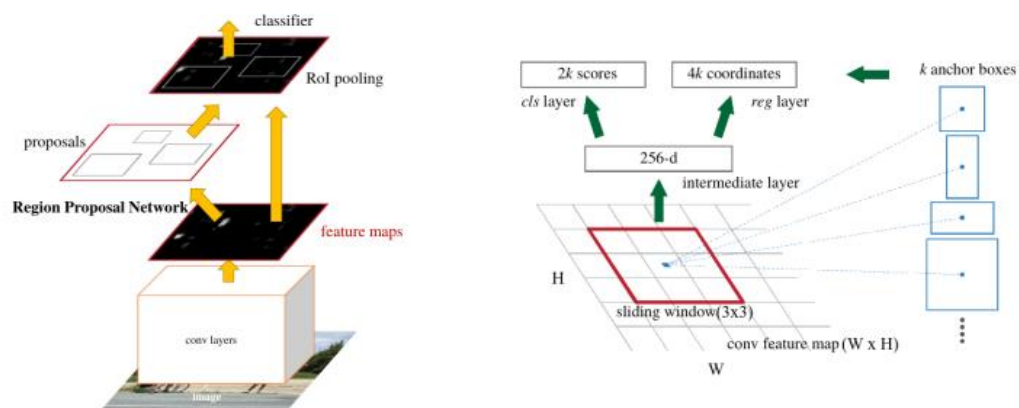 classifier
RoI pooling
proposals
Region Proposal Network
feature maps
conv layers
image
2k scores
4k coordinates
k anchor boxes
cls layer
reg layer
256-d
intermediate layer
H
sliding window(3x3)
conv feature map(W x H)
W